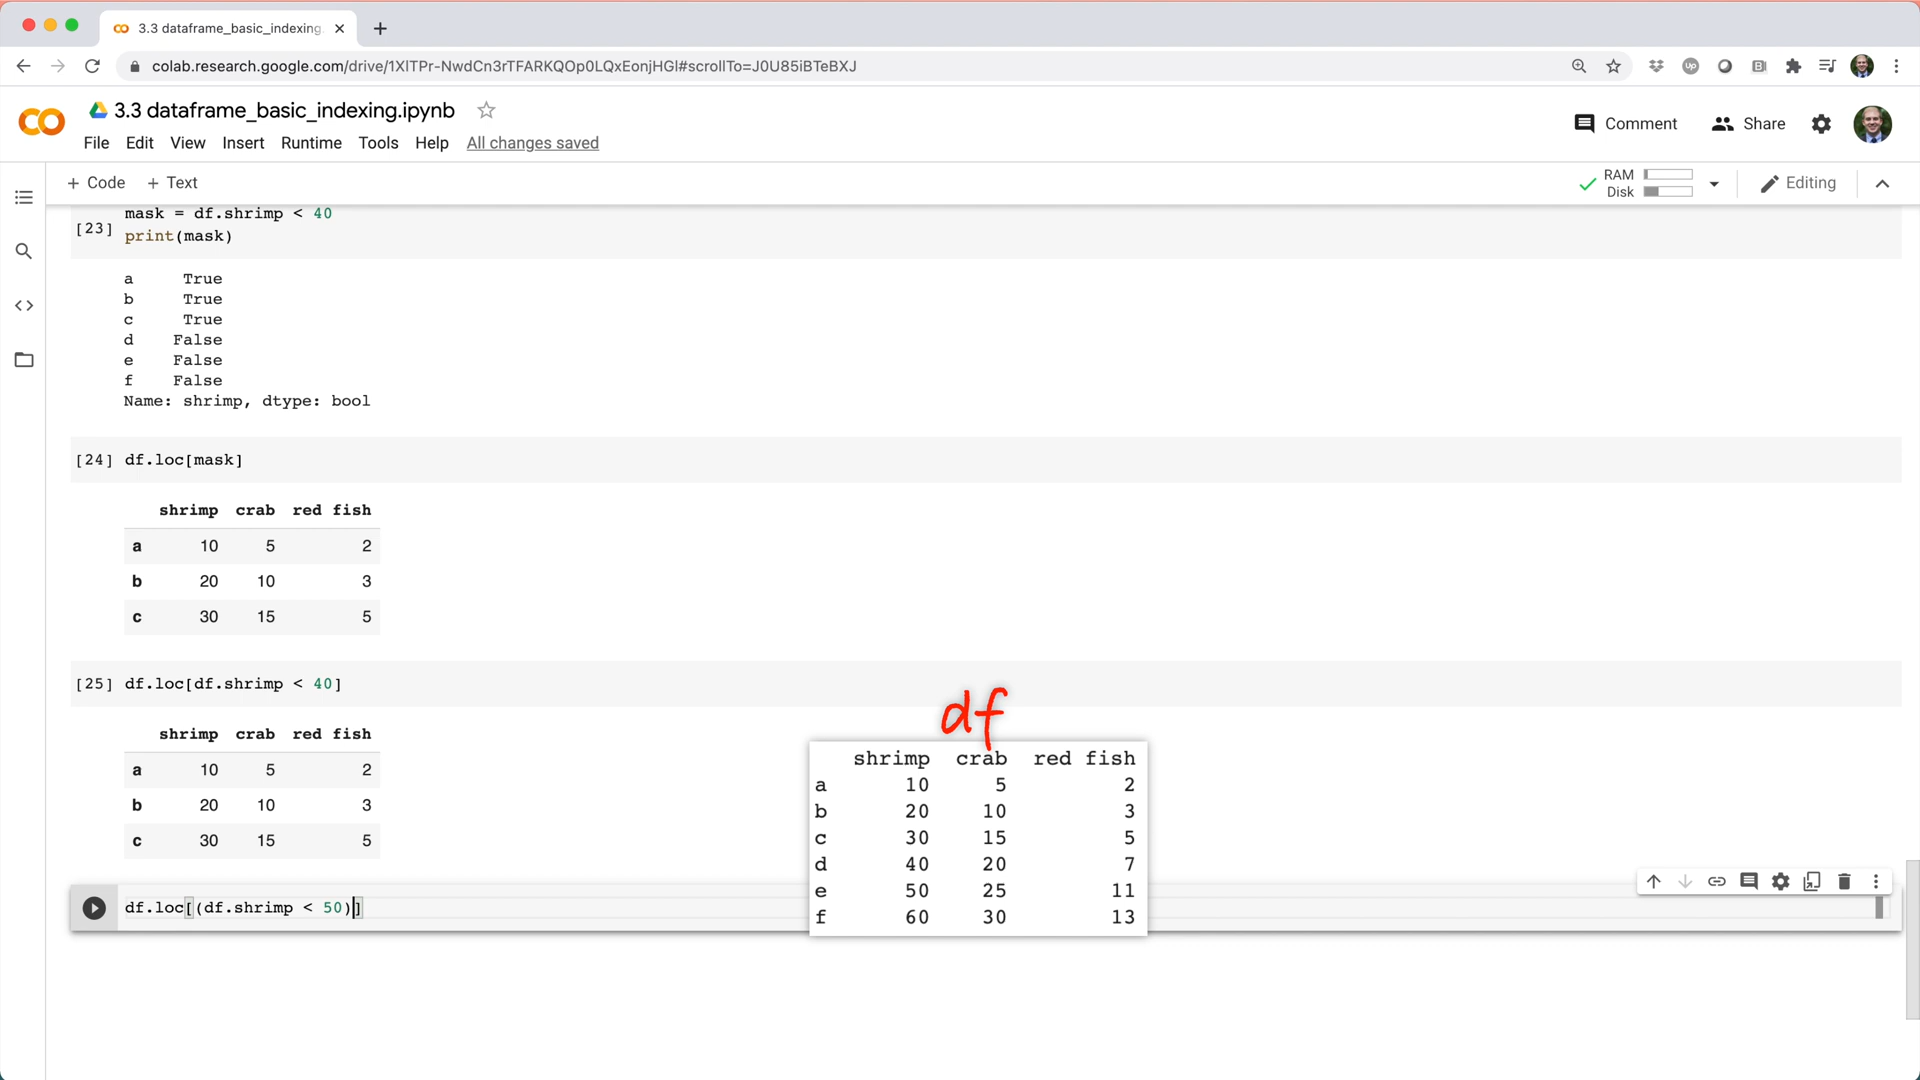 3.3 dataframe_basic_indexing.
colab.research.google.com/drive/1XlTPr-NwdCn3rTFARKQOp0LQxEonjHGl#scrollTo=J0U85iBTeBXJ
3.3 dataframe_basic_indexing.ipynb
File Edit View Insert Runtime Tools Help All changes saved
Comment Share
+ Code + Text
RAM
Disk
Editing
mask = df.shrimp < 40
[23]
print(mask)
a True
b True
c True
d False
e False
f False
Name: shrimp, dtype: bool
[24] df.loc[mask]
shrimp crab red fish
a 10 5 2
b 20 10 3
c 30 15 5
[25] df.loc[df.shrimp < 40]
shrimp crab red fish
a 10 5 2
b 20 10 3
c 30 15 5
df
shrimp crab red fish
a 10 5 2
b 20 10 3
c 30 15 5
d 40 20 7
e 50 25 11
f 60 30 13
df.loc[(df.shrimp < 50)]